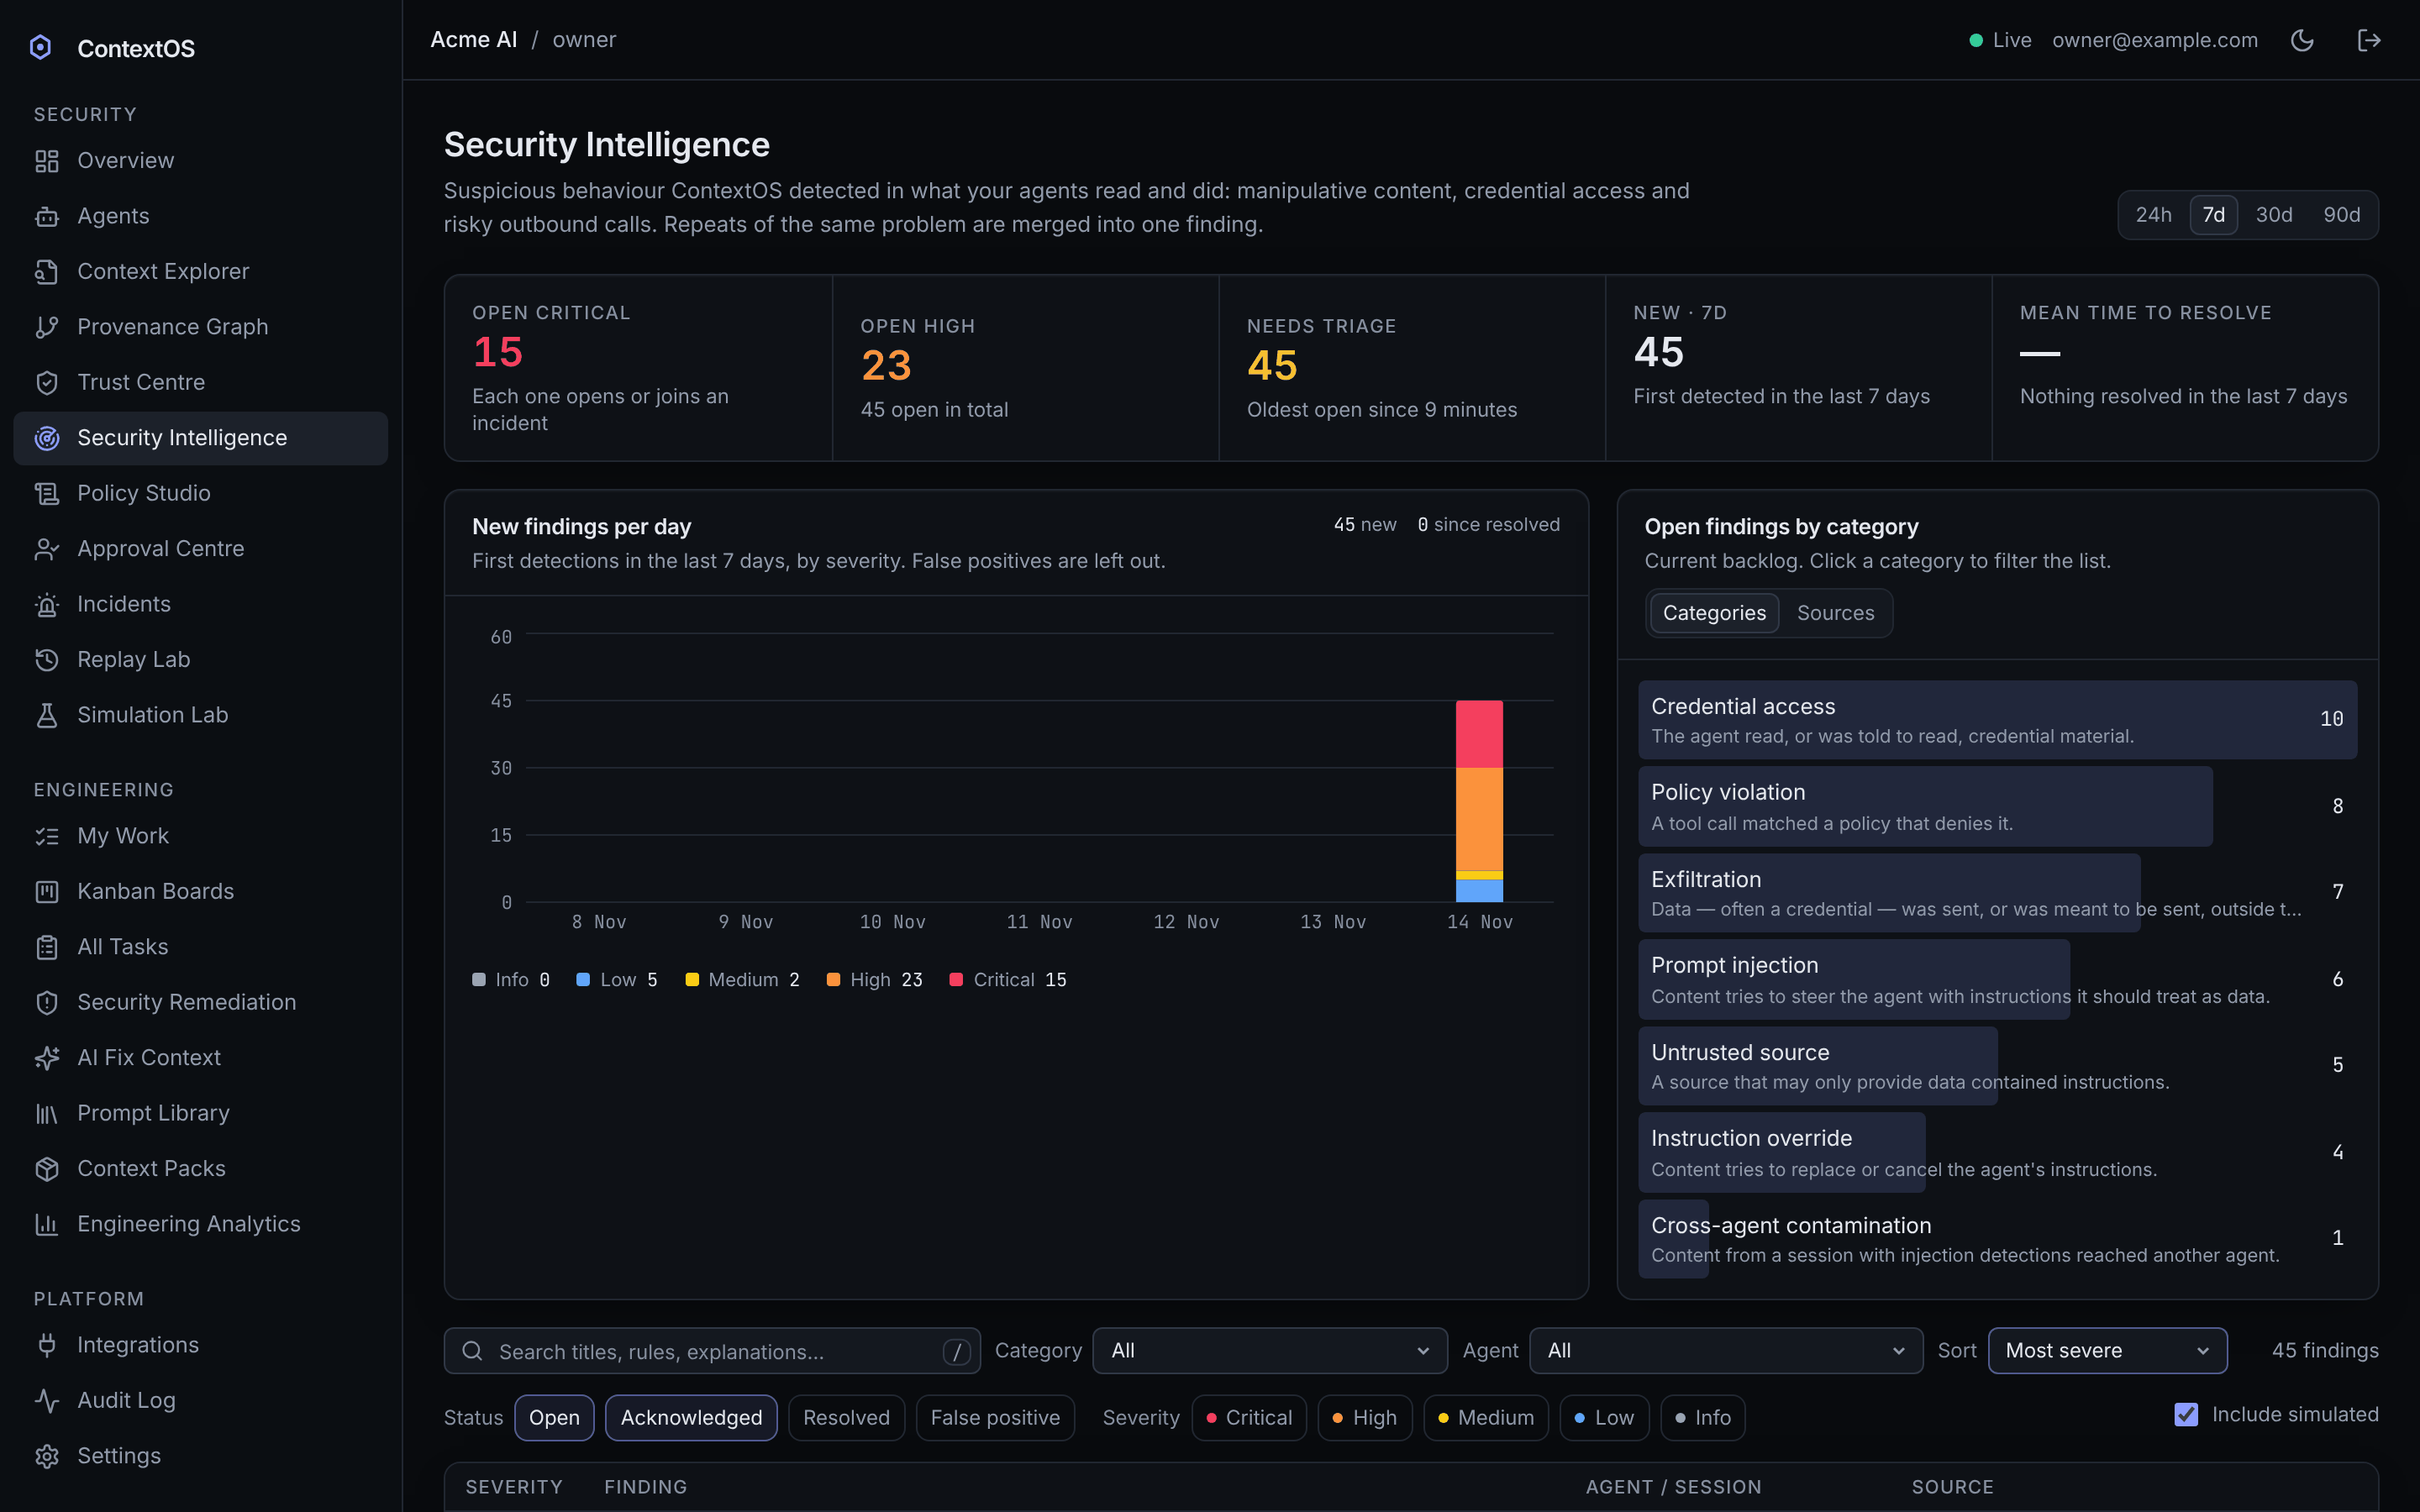 ContextOS
SECURITY
Overview
Agents
Context Explorer
Provenance Graph
Trust Centre
Security Intelligence
Policy Studio
Approval Centre
Incidents
Replay Lab
Simulation Lab
ENGINEERING
My Work
Kanban Boards
All Tasks
Security Remediation
AI Fix Context
Prompt Library
Context Packs
Engineering Analytics
PLATFORM
Integrations
Audit Log
Settings
Acme AI / owner
Live owner@example.com
Security Intelligence
Suspicious behaviour ContextOS detected in what your agents read and did: manipulative content, credential access and
risky outbound calls. Repeats of the same problem are merged into one finding.
24h 7d 30d 90d
OPEN CRITICAL
15
Each one opens or joins an
incident
OPEN HIGH
23
45 open in total
NEEDS TRIAGE
45
Oldest open since 9 minutes
NEW · 7D
45
First detected in the last 7 days
MEAN TIME TO RESOLVE
—
Nothing resolved in the last 7 days
New findings per day
45 new 0 since resolved
First detections in the last 7 days, by severity. False positives are left out.
60
45
30
15
0
8 Nov 9 Nov 10 Nov 11 Nov 12 Nov 13 Nov 14 Nov
Info 0 Low 5 Medium 2 High 23 Critical 15
Open findings by category
Current backlog. Click a category to filter the list.
Categories Sources
Credential access
The agent read, or was told to read, credential material.
10
Policy violation
A tool call matched a policy that denies it.
8
Exfiltration
Data — often a credential — was sent, or was meant to be sent, outside t...
7
Prompt injection
Content tries to steer the agent with instructions it should treat as data.
6
Untrusted source
A source that may only provide data contained instructions.
5
Instruction override
Content tries to replace or cancel the agent's instructions.
4
Cross-agent contamination
Content from a session with injection detections reached another agent.
1
Search titles, rules, explanations... / Category All Agent All Sort Most severe 45 findings
Status Open Acknowledged Resolved False positive Severity Critical High Medium Low Info Include simulated
SEVERITY FINDING AGENT / SESSION SOURCE